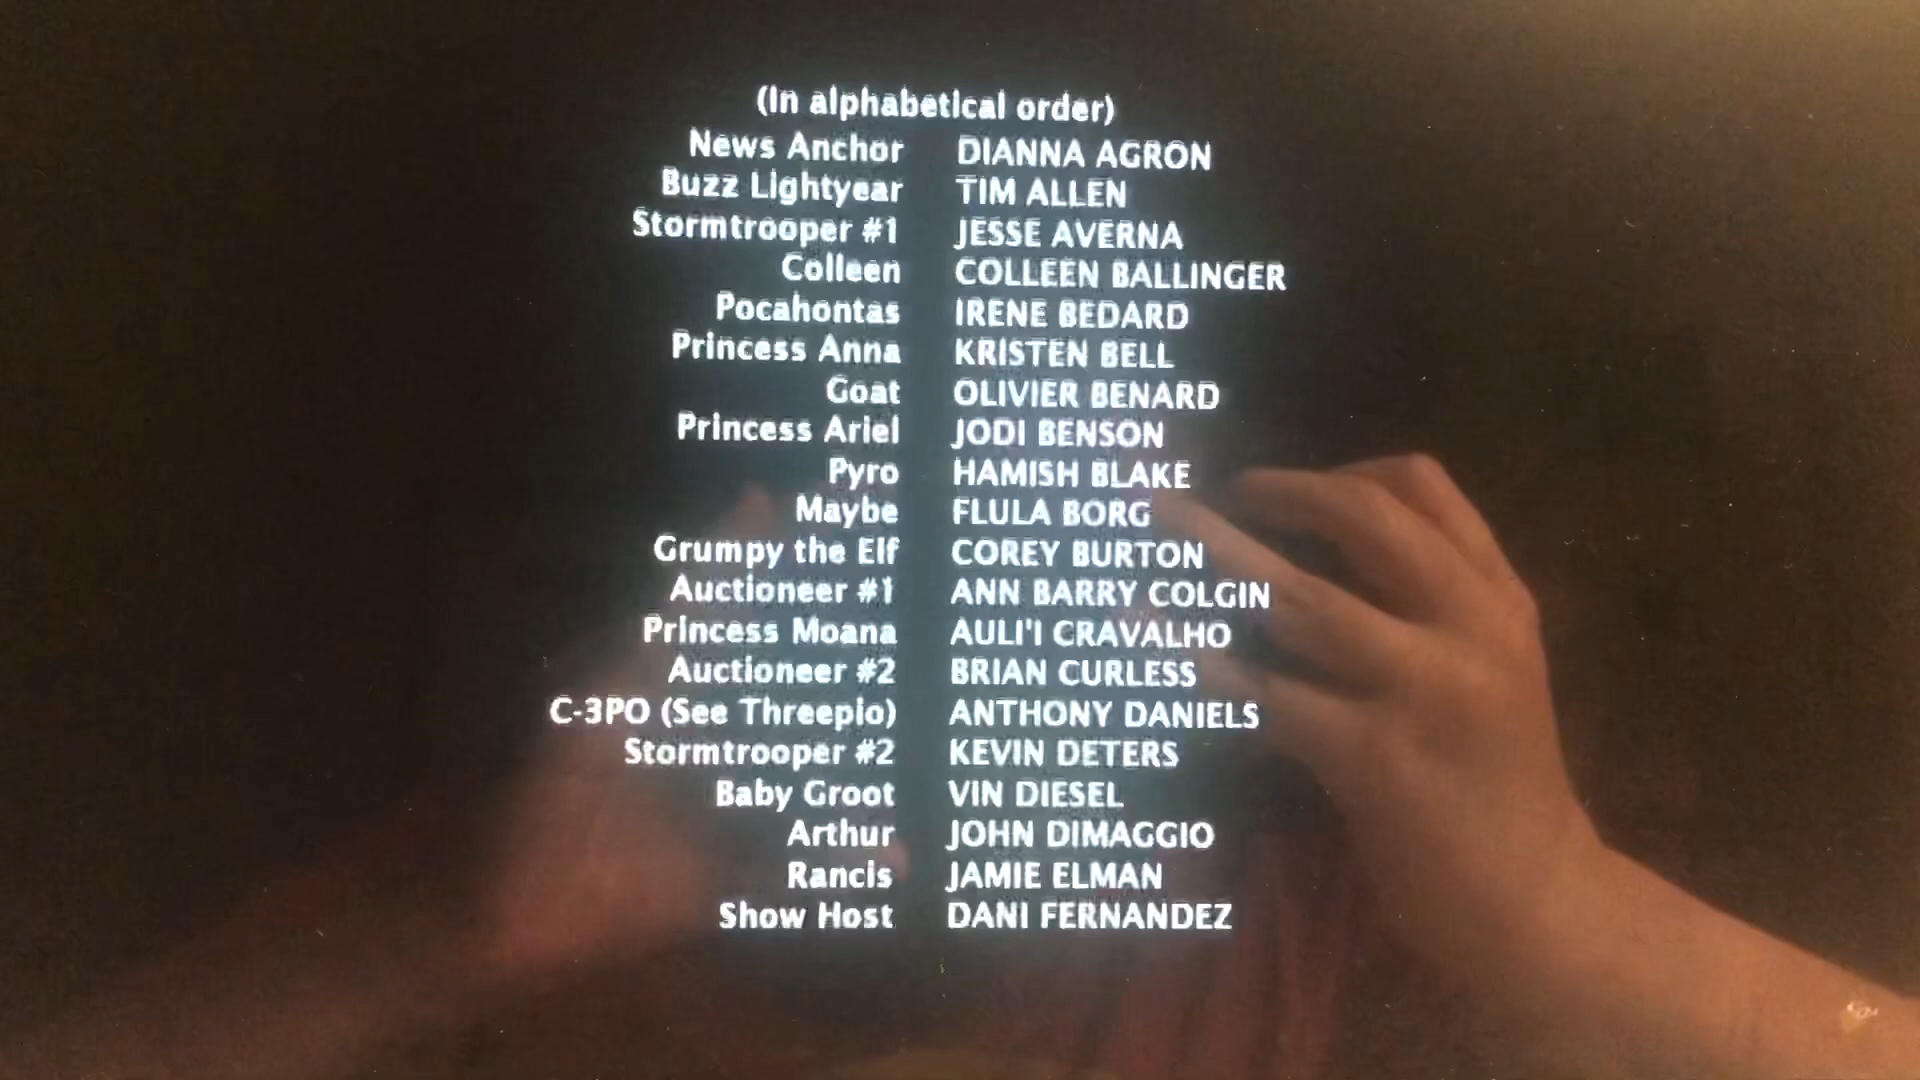 (In alphabetical order)
News Anchor DIANNA AGRON
Buzz Lightyear TIM ALLEN
Stormtrooper #1 JESSE AVERNA
Colleen COLLEEN BALLINGER
Pocahontas IRENE BEDARD
Princess Anna KRISTEN BELL
Goat OLIVIER BENARD
Princess Ariel JODI BENSON
Pyro HAMISH BLAKE
Maybe FLULA BORG
Grumpy the Elf COREY BURTON
Auctioneer #1 ANN BARRY COLGIN
Princess Moana AULI'I CRAVALHO
Auctioneer #2 BRIAN CURLESS
C-3PO (See Threepio) ANTHONY DANIELS
Stormtrooper #2 KEVIN DETERS
Baby Groot VIN DIESEL
Arthur JOHN DIMAGGIO
Rancis JAMIE ELMAN
Show Host DANI FERNANDEZ